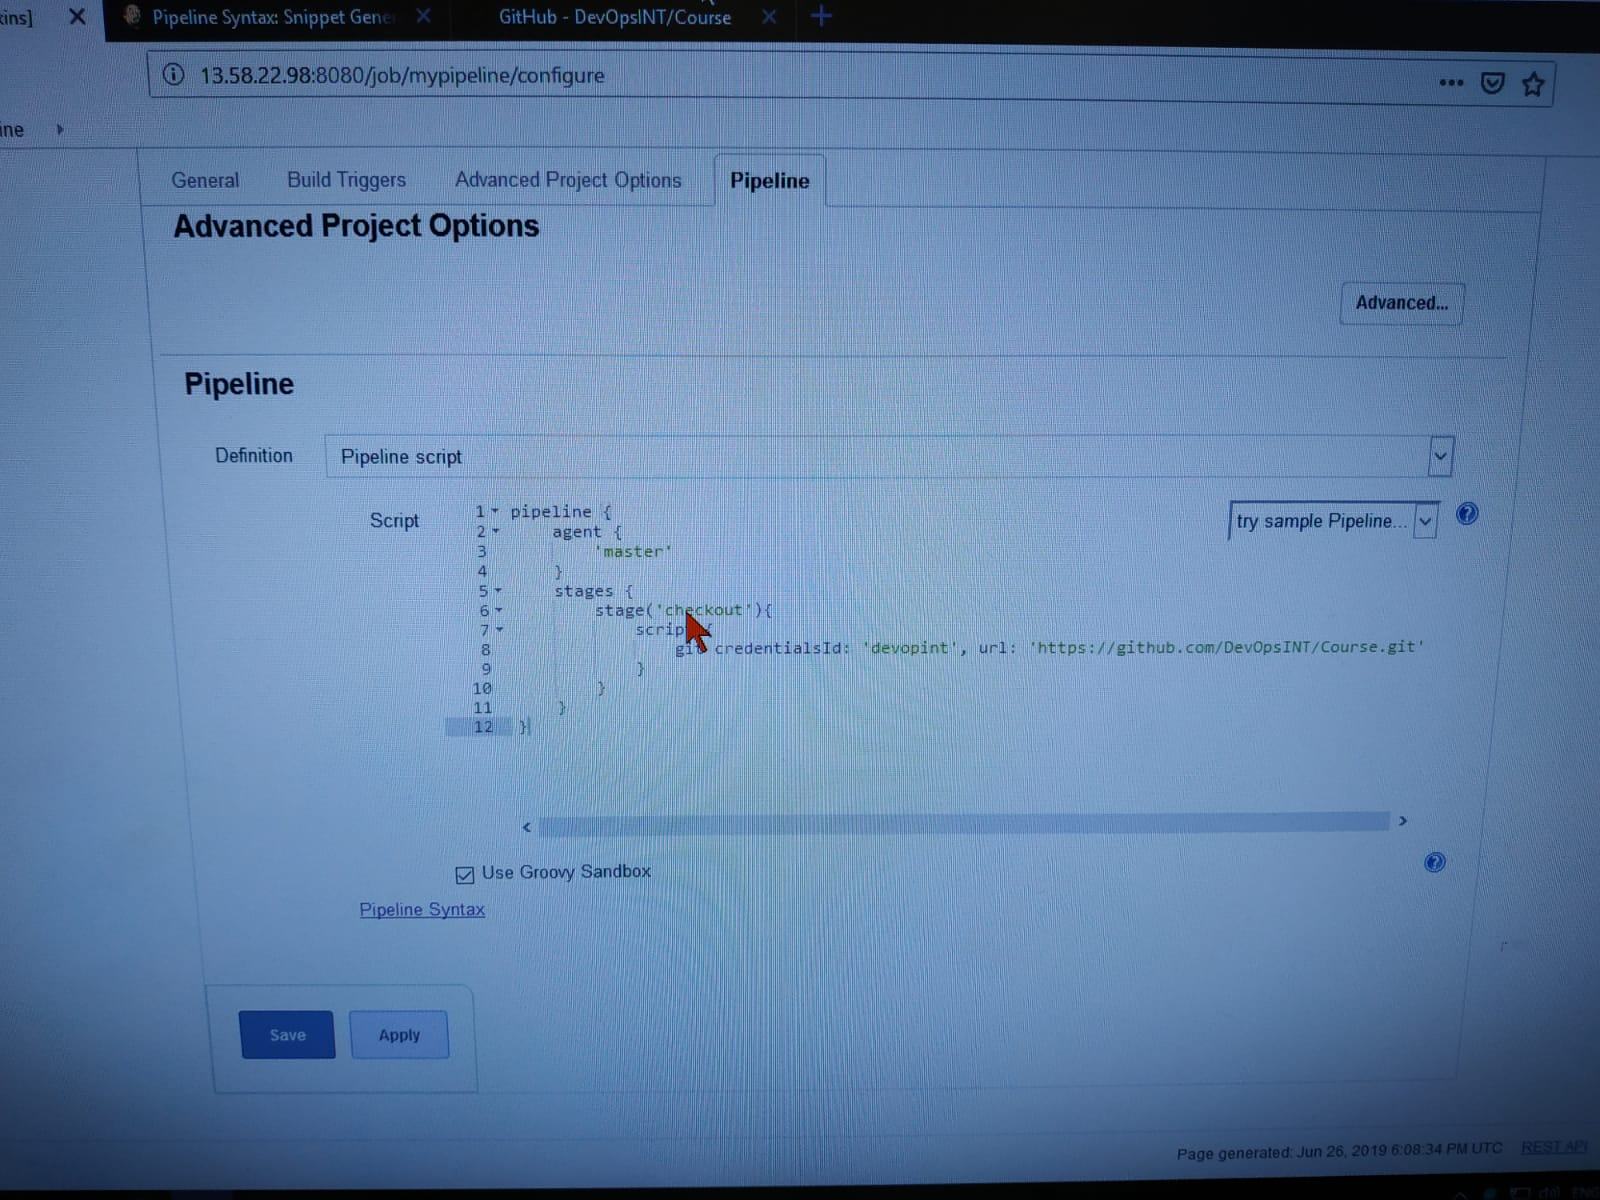 kins]
Pipeline Syntax: Snippet Gene
GitHub - DevOpsINT/Course
13.58.22.98:8080/job/mypipeline/configure
ine
General Build Triggers Advanced Project Options Pipeline
Advanced Project Options
Advanced...
Pipeline
Definition Pipeline script
Script
try sample Pipeline...
1 pipeline {
2 agent {
3 'master'
4 }
5 stages {
6 stage('checkout'){
7 scrip {
8 git credentialsId: 'devopint', url: 'https://github.com/DevOpsINT/Course.git'
9 }
10 }
11 }
12 }
Use Groovy Sandbox
Pipeline Syntax
Save Apply
Page generated: Jun 26, 2019 6:08:34 PM UTC REST API